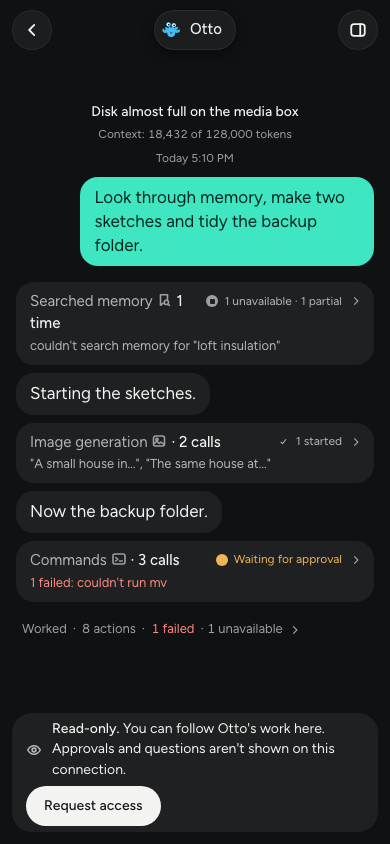 Otto
Disk almost full on the media box
Context: 18,432 of 128,000 tokens
Today 5:10 PM
Look through memory, make two
sketches and tidy the backup
folder.
Searched memory 1
time
1 unavailable · 1 partial
couldn't search memory for "loft insulation"
Starting the sketches.
Image generation · 2 calls
1 started
"A small house in…", "The same house at…"
Now the backup folder.
Commands · 3 calls
Waiting for approval
1 failed: couldn't run mv
Worked · 8 actions · 1 failed · 1 unavailable
Read-only. You can follow Otto's work here.
Approvals and questions aren't shown on this
connection.
Request access